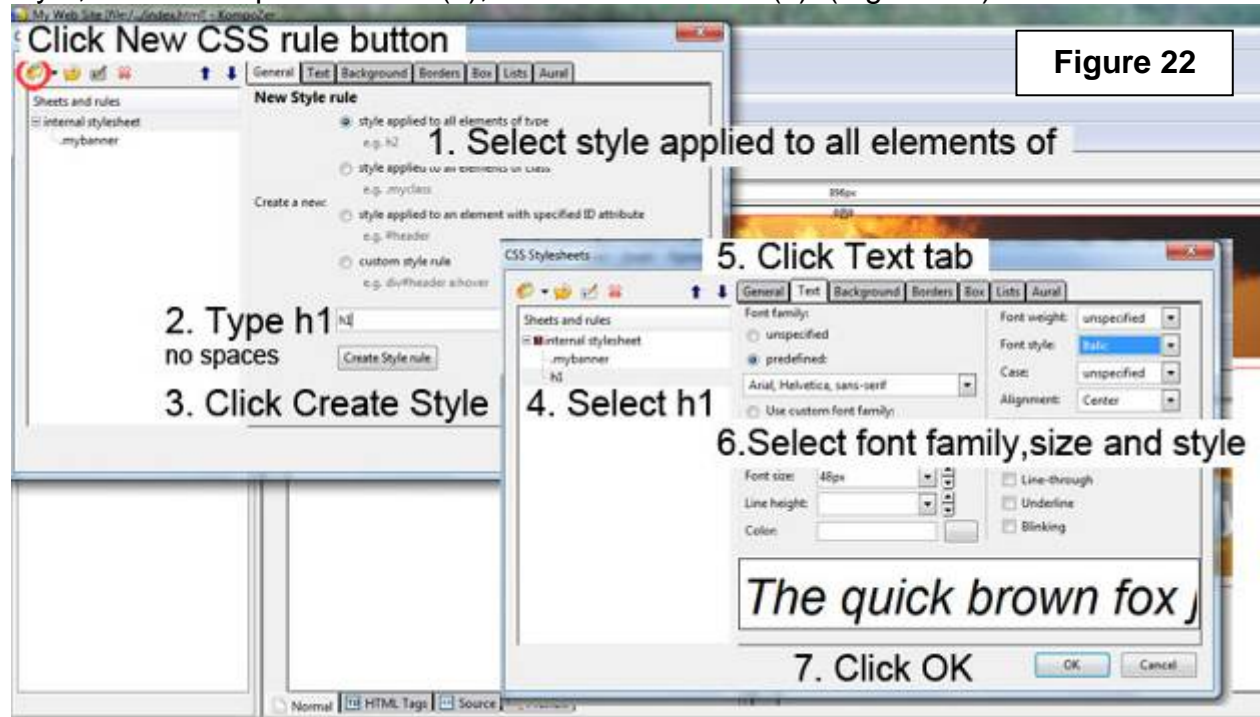 My Web Site [file:/.../index.html] - KompoZer
Click New CSS rule button
Figure 22
General Text Background Borders Box Lists Aural
Sheets and rules
internal stylesheet
.mybanner
New Style rule
style applied to all elements of type
e.g. h2
1. Select style applied to all elements of
style applied to all elements of class
e.g. .myclass
Create a new:
style applied to an element with specified ID attribute
e.g. #header
custom style rule
e.g. div#header a:hover
2. Type h1
no spaces
h1
Create Style rule
3. Click Create Style
896px
CSS Stylesheets
5. Click Text tab
General Text Background Borders Box Lists Aural
Sheets and rules
internal stylesheet
.mybanner
h1
4. Select h1
Font family:
unspecified
predefined:
Arial, Helvetica, sans-serif
Use custom font family:
Font weight: unspecified
Font style: Italic
Case: unspecified
Alignment: Center
6.Select font family,size and style
Font size: 48px
Line height:
Color:
Line-through
Underline
Blinking
The quick brown fox j
7. Click OK
OK Cancel
Normal HTML Tags Source